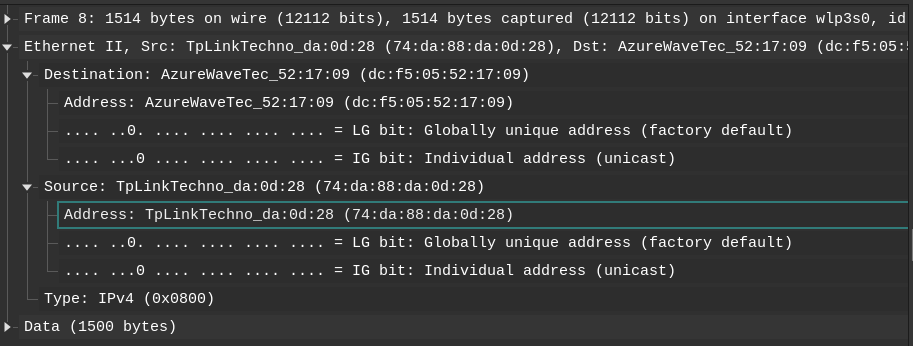 Frame 8: 1514 bytes on wire (12112 bits), 1514 bytes captured (12112 bits) on interface wlp3s0, id
Ethernet II, Src: TpLinkTechno_da:0d:28 (74:da:88:da:0d:28), Dst: AzureWaveTec_52:17:09 (dc:f5:05:
Destination: AzureWaveTec_52:17:09 (dc:f5:05:52:17:09)
Address: AzureWaveTec_52:17:09 (dc:f5:05:52:17:09)
.... ..0. .... .... .... .... = LG bit: Globally unique address (factory default)
.... ...0 .... .... .... .... = IG bit: Individual address (unicast)
Source: TpLinkTechno_da:0d:28 (74:da:88:da:0d:28)
Address: TpLinkTechno_da:0d:28 (74:da:88:da:0d:28)
.... ..0. .... .... .... .... = LG bit: Globally unique address (factory default)
.... ...0 .... .... .... .... = IG bit: Individual address (unicast)
Type: IPv4 (0x0800)
Data (1500 bytes)